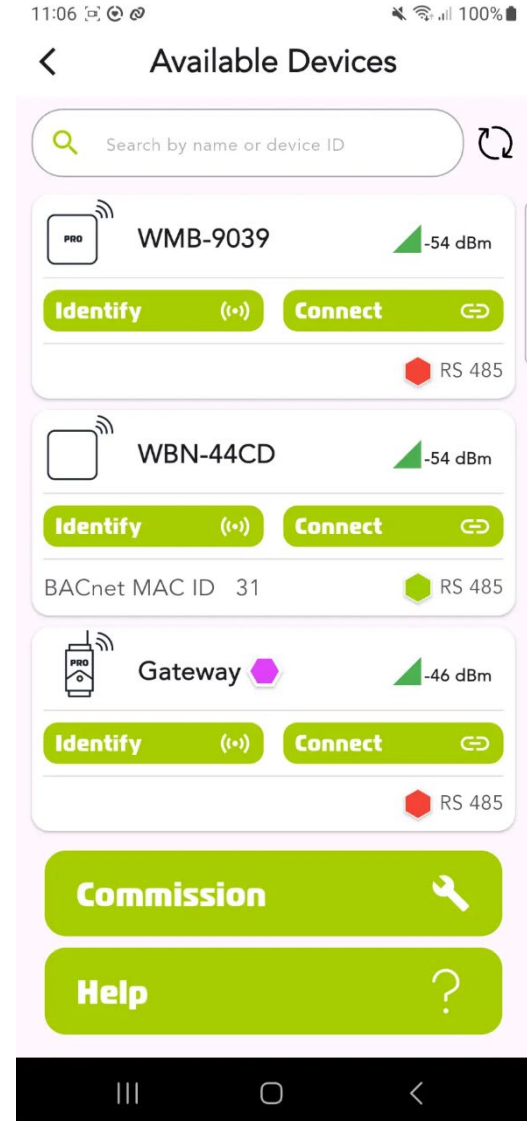 11:06 100%
Available Devices
Search by name or device ID
PRO WMB-9039 -54 dBm
Identify Connect
RS 485
WBN-44CD -54 dBm
Identify Connect
BACnet MAC ID 31 RS 485
PRO Gateway -46 dBm
Identify Connect
RS 485
Commission
Help ?